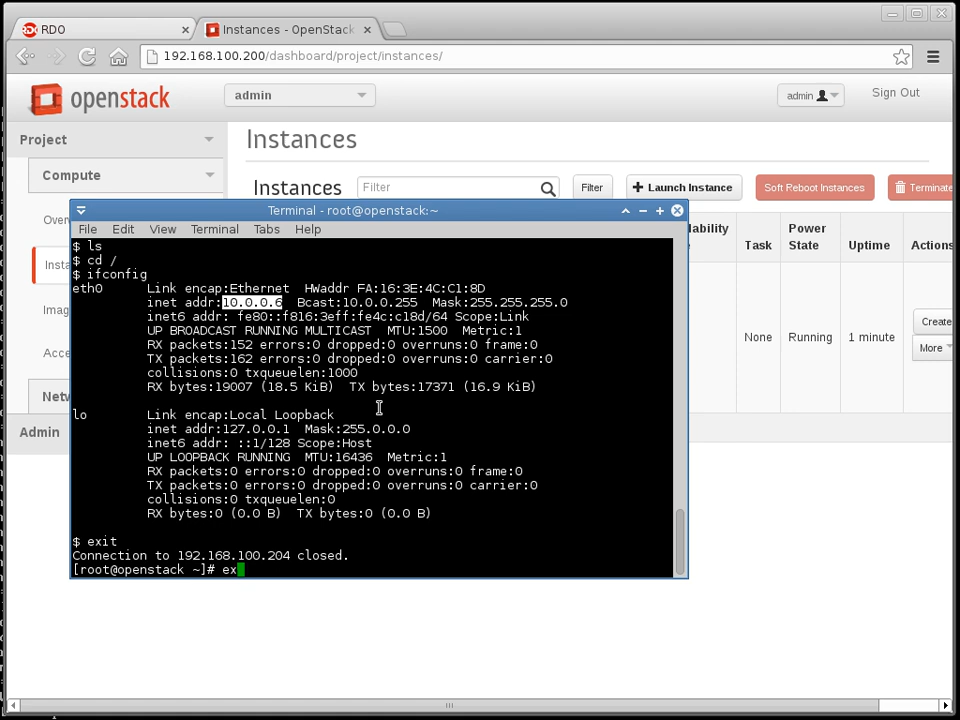 RDO
Instances - OpenStack
192.168.100.200/dashboard/project/instances/
openstack
admin
admin
Sign Out
Project
Instances
Compute
Instances
Filter
Filter
+ Launch Instance
Soft Reboot Instances
Terminate
Over
Insta
Imag
Acce
Netw
Admin
Terminal - root@openstack:~
File Edit View Terminal Tabs Help
$ ls
$ cd /
$ ifconfig
eth0 Link encap:Ethernet HWaddr FA:16:3E:4C:C1:8D
inet addr:10.0.0.6 Bcast:10.0.0.255 Mask:255.255.255.0
inet6 addr: fe80::f816:3eff:fe4c:c18d/64 Scope:Link
UP BROADCAST RUNNING MULTICAST MTU:1500 Metric:1
RX packets:152 errors:0 dropped:0 overruns:0 frame:0
TX packets:162 errors:0 dropped:0 overruns:0 carrier:0
collisions:0 txqueuelen:1000
RX bytes:19007 (18.5 KiB) TX bytes:17371 (16.9 KiB)
lo Link encap:Local Loopback
inet addr:127.0.0.1 Mask:255.0.0.0
inet6 addr: ::1/128 Scope:Host
UP LOOPBACK RUNNING MTU:16436 Metric:1
RX packets:0 errors:0 dropped:0 overruns:0 frame:0
TX packets:0 errors:0 dropped:0 overruns:0 carrier:0
collisions:0 txqueuelen:0
RX bytes:0 (0.0 B) TX bytes:0 (0.0 B)
$ exit
Connection to 192.168.100.204 closed.
[root@openstack ~]# ex
lability
Task
Power
State
Uptime
Actions
None
Running
1 minute
Create
More